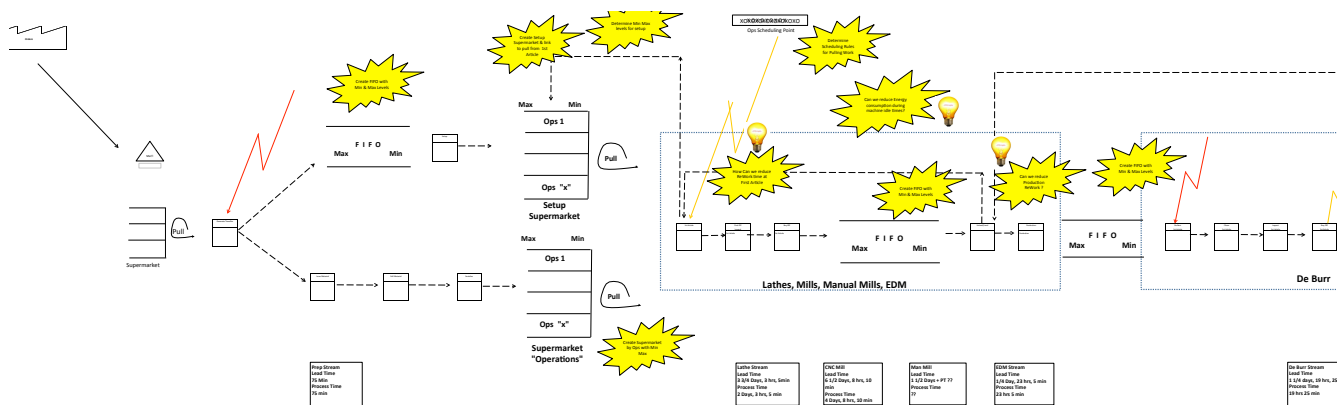 Create Setup
Supermarket & link
to pull from 1st
Article
Determine Min Max
levels for setup
Ops Scheduling Point
Determine
Scheduling Rules
for Pulling Work
Create FIFO with
Min & Max Levels
Can we reduce Energy
consumption during
machine idle times?
Max Min
Ops 1
Ops "x"
Setup
Supermarket
Pull
F I F O
Max Min
How Can we reduce
ReWork time at
First Article
Create FIFO with
Min & Max Levels
Can we reduce
Production
ReWork ?
Create FIFO with
Min & Max Levels
Pull
Supermarket
F I F O
Max Min
F I F O
Max Min
Max Min
Ops 1
Ops "x"
Supermarket
"Operations"
Pull
Create Supermarket
by Ops with Min
Max
Lathes, Mills, Manual Mills, EDM
De Burr
Prep Stream
Lead Time
75 Min
Process Time
75 min
Lathe Stream
Lead Time
3 3/4 Days, 3 hrs, 5min
Process Time
2 Days, 3 hrs, 5 min
CNC Mill
Lead Time
6 1/2 Days, 8 hrs, 10
min
Process Time
4 Days, 8 hrs, 10 min
Man Mill
Lead Time
1 1/2 Days + PT ??
Process Time
??
EDM Stream
Lead Time
1/4 Day, 23 hrs, 5 min
Process Time
23 hrs 5 min
De Burr Stream
Lead Time
1 1/4 days, 19 hrs, 25
Process Time
19 hrs 25 min